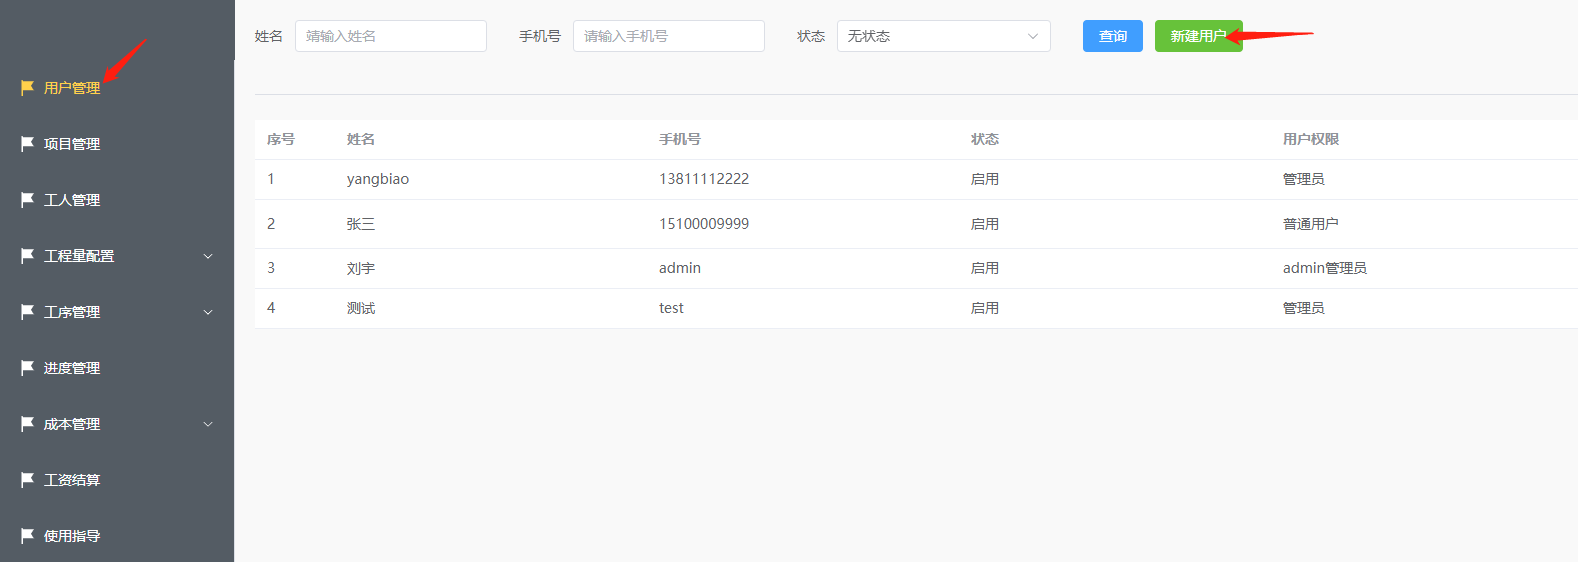 姓名 靖输入姓名 手机号 请输入手机号 状态 无状态 查询 新建用户
用户管理
项目管理
工人管理
工程量配置
工序管理
进度管理
成本管理
工资结算
使用指导
序号 姓名 手机号 状态 用户权限
1 yangbiao 13811112222 启用 管理员
2 张三 15100009999 启用 普通用户
3 刘宇 admin 启用 admin管理员
4 测试 test 启用 管理员